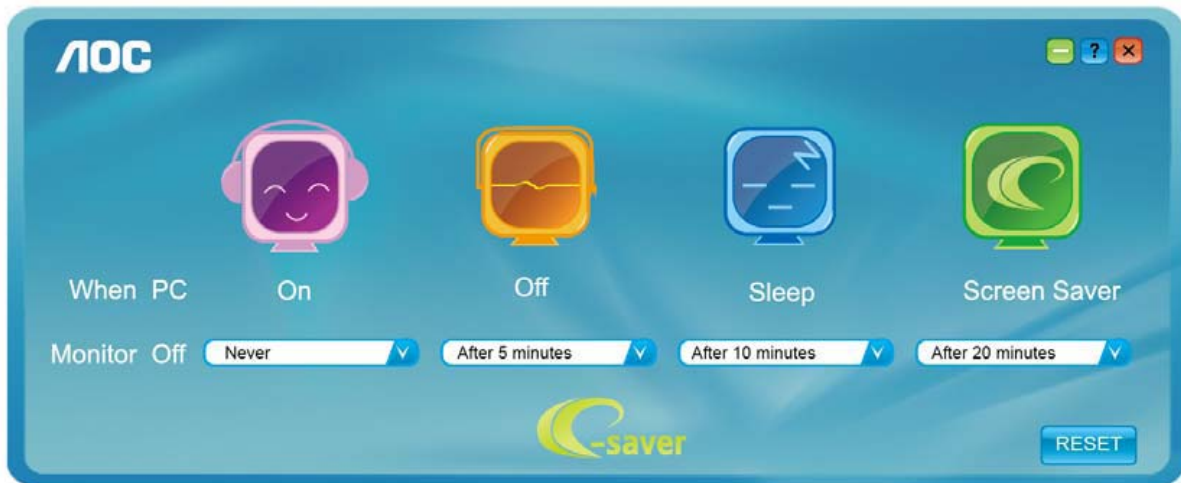 AOC
?
When PC On Off Sleep Screen Saver
Monitor Off Never After 5 minutes After 10 minutes After 20 minutes
e-saver
RESET